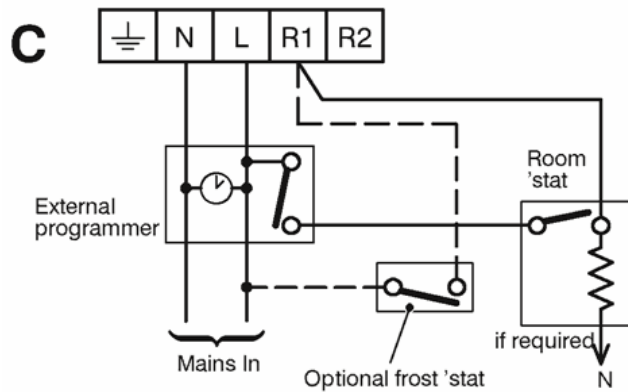 C
N L R1 R2
Room
'stat
External
programmer
if required
Mains In
Optional frost 'stat
N